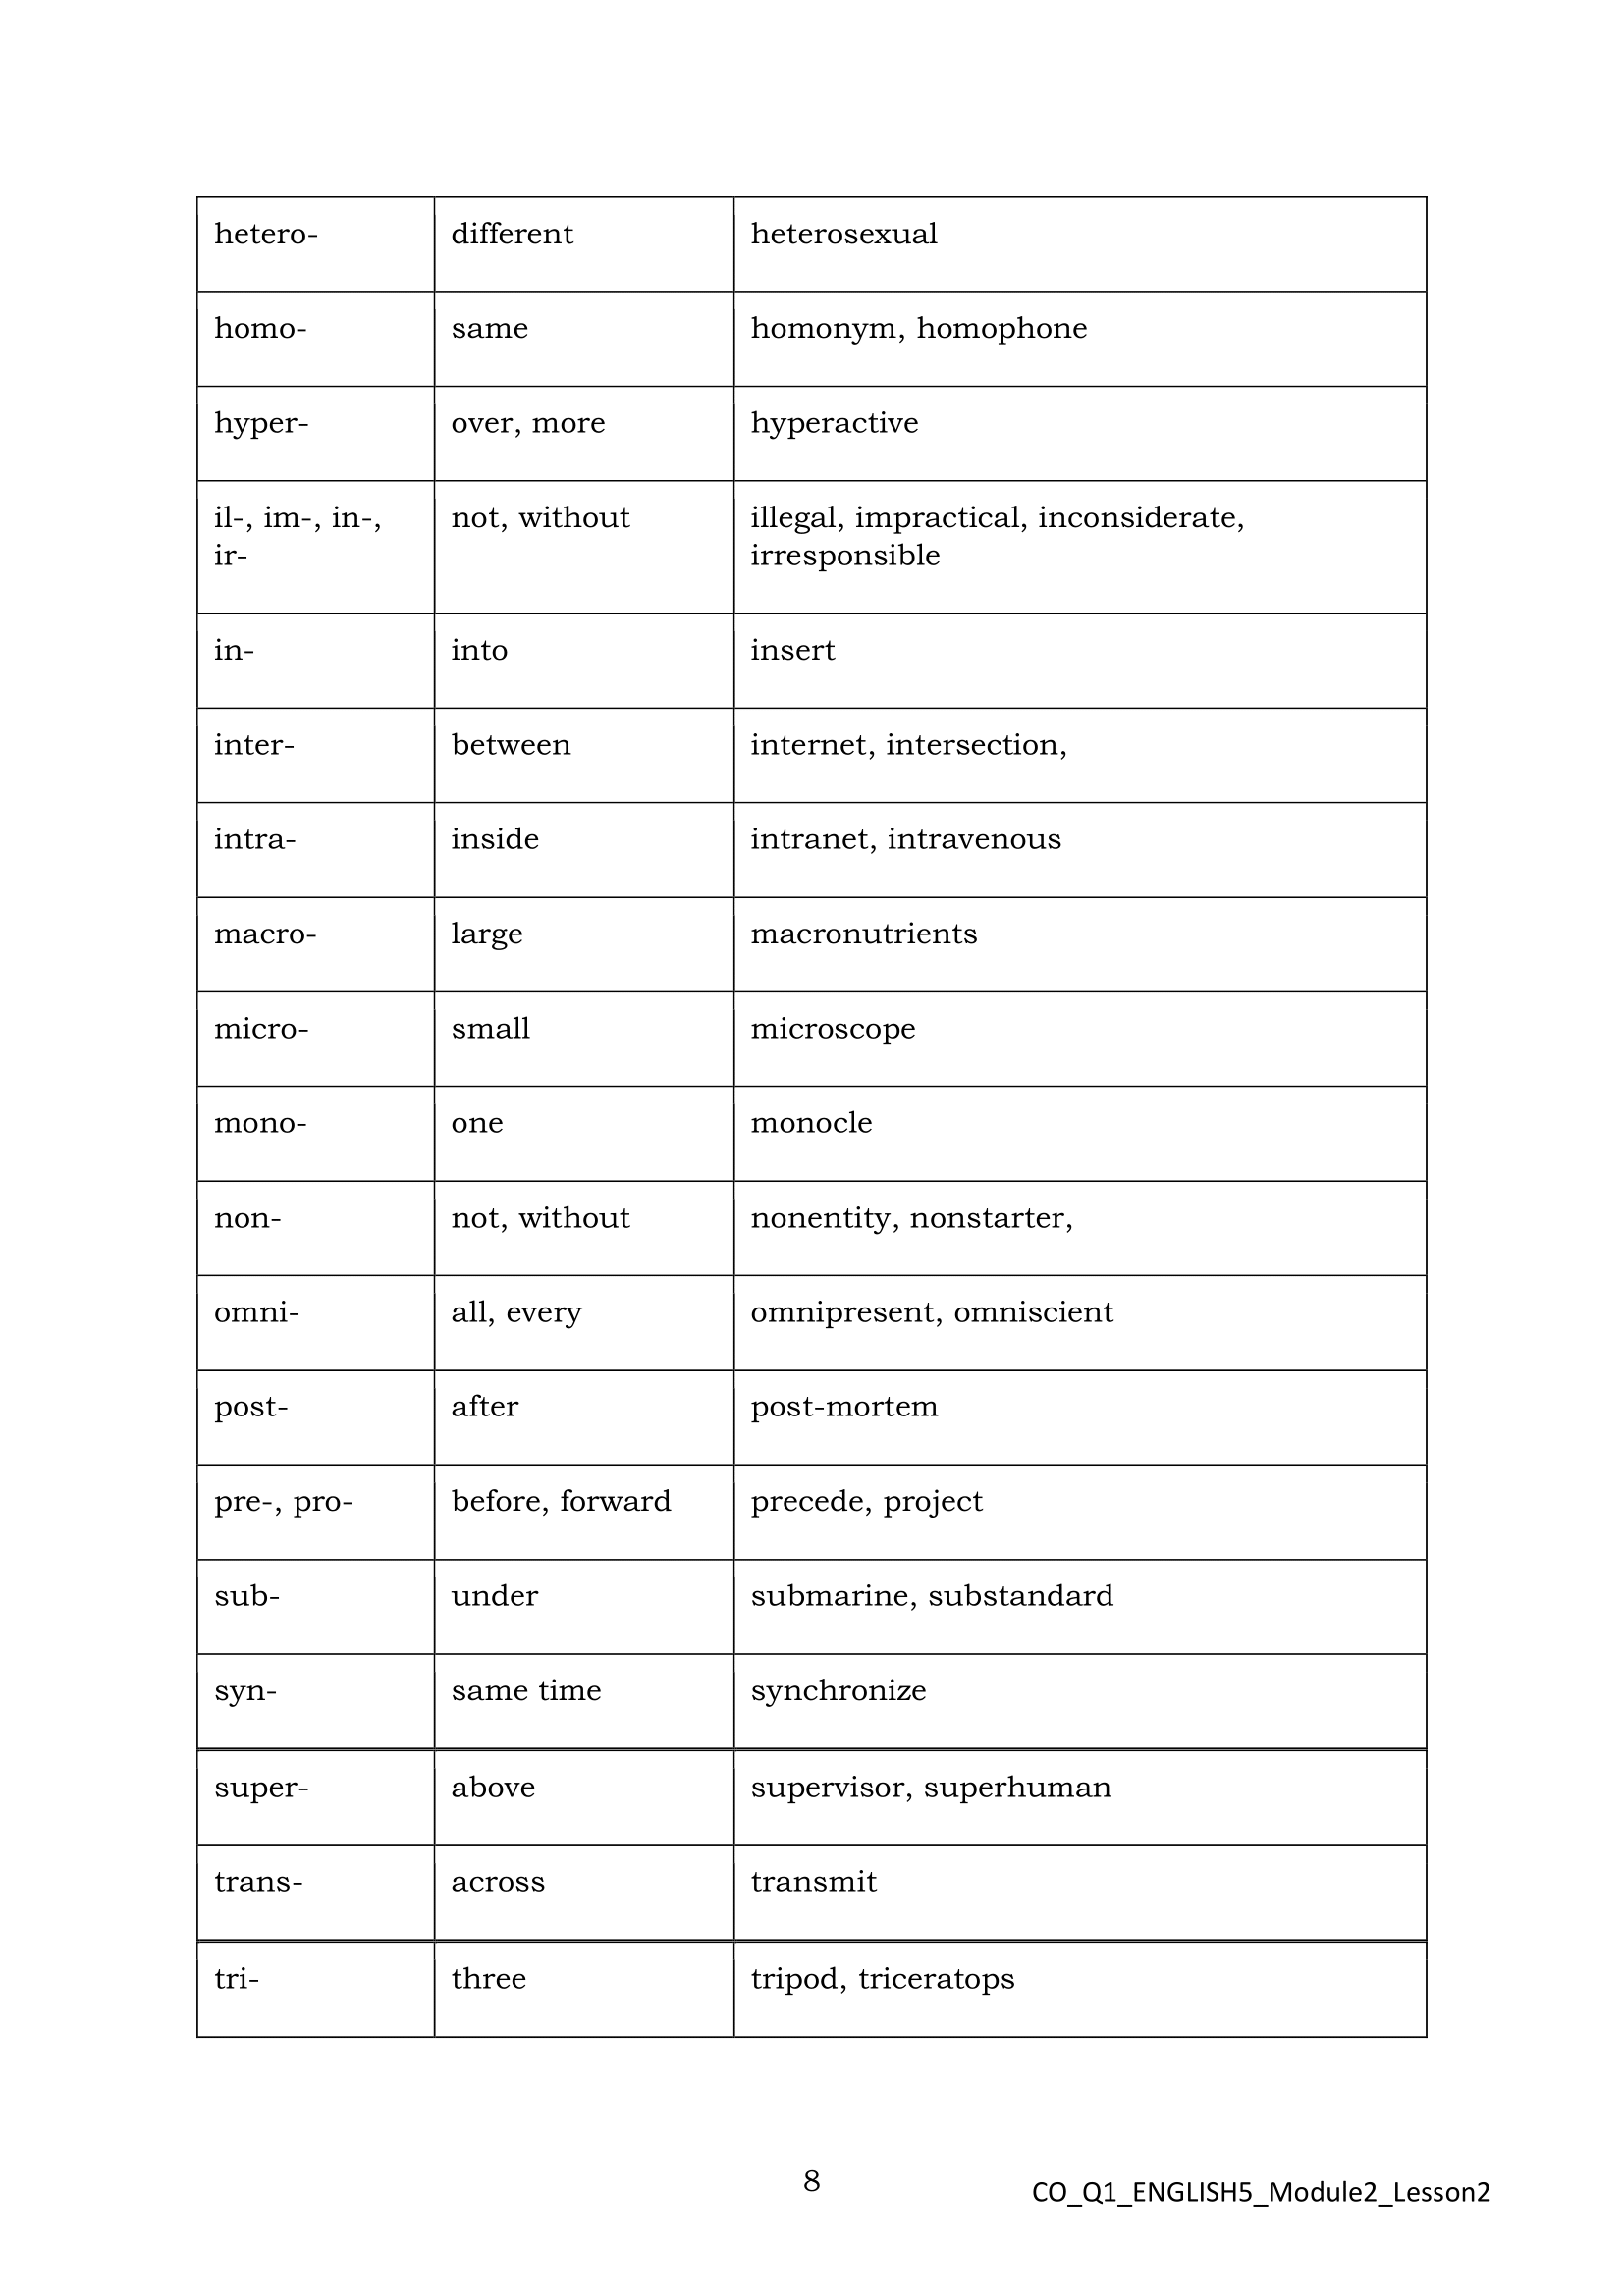 hetero- different heterosexual
homo- same homonym, homophone
hyper- over, more hyperactive
il-, im-, in-, not, without illegal, impractical, inconsiderate,
ir- irresponsible
in- into insert
inter- between internet, intersection,
intra- inside intranet, intravenous
macro- large macronutrients
micro- small microscope
mono- one monocle
non- not, without nonentity, nonstarter,
omni- all, every omnipresent, omniscient
post- after post-mortem
pre-, pro- before, forward precede, project
sub- under submarine, substandard
syn- same time synchronize
super- above supervisor, superhuman
trans- across transmit
tri- three tripod, triceratops
8 CO_Q1_ENGLISH5_Module2_Lesson2